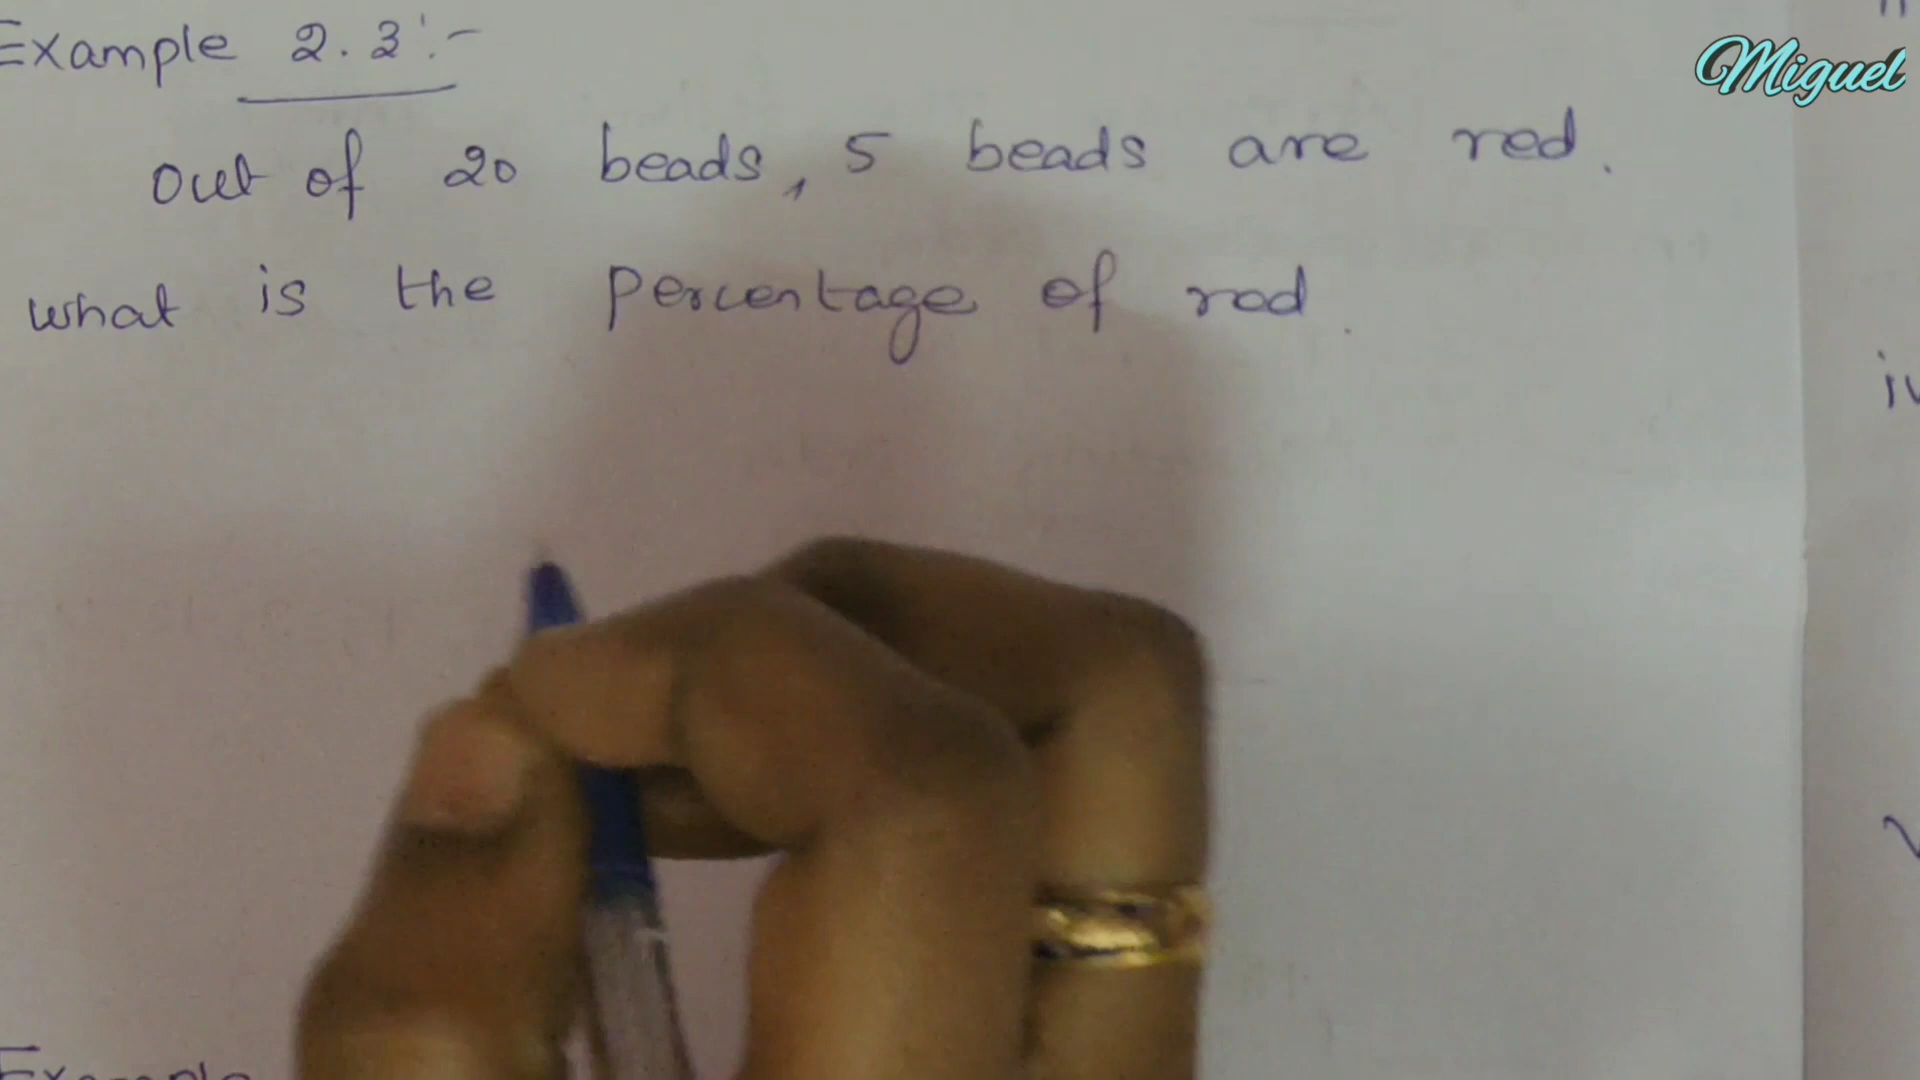 Example 2.3:-
Miguel
Out of 20 beads, 5 beads are red.
what is the percentage of red.